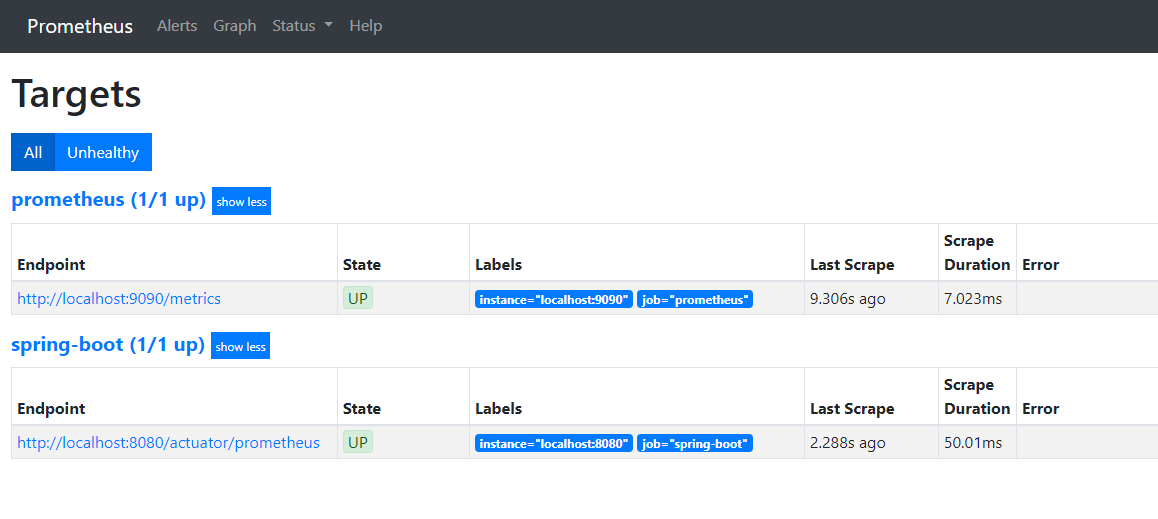 Prometheus Alerts Graph Status Help
Targets
All Unhealthy
prometheus (1/1 up) show less
Endpoint State Labels Last Scrape Scrape Duration Error
http://localhost:9090/metrics UP instance="localhost:9090" job="prometheus" 9.306s ago 7.023ms
spring-boot (1/1 up) show less
Endpoint State Labels Last Scrape Scrape Duration Error
http://localhost:8080/actuator/prometheus UP instance="localhost:8080" job="spring-boot" 2.288s ago 50.01ms